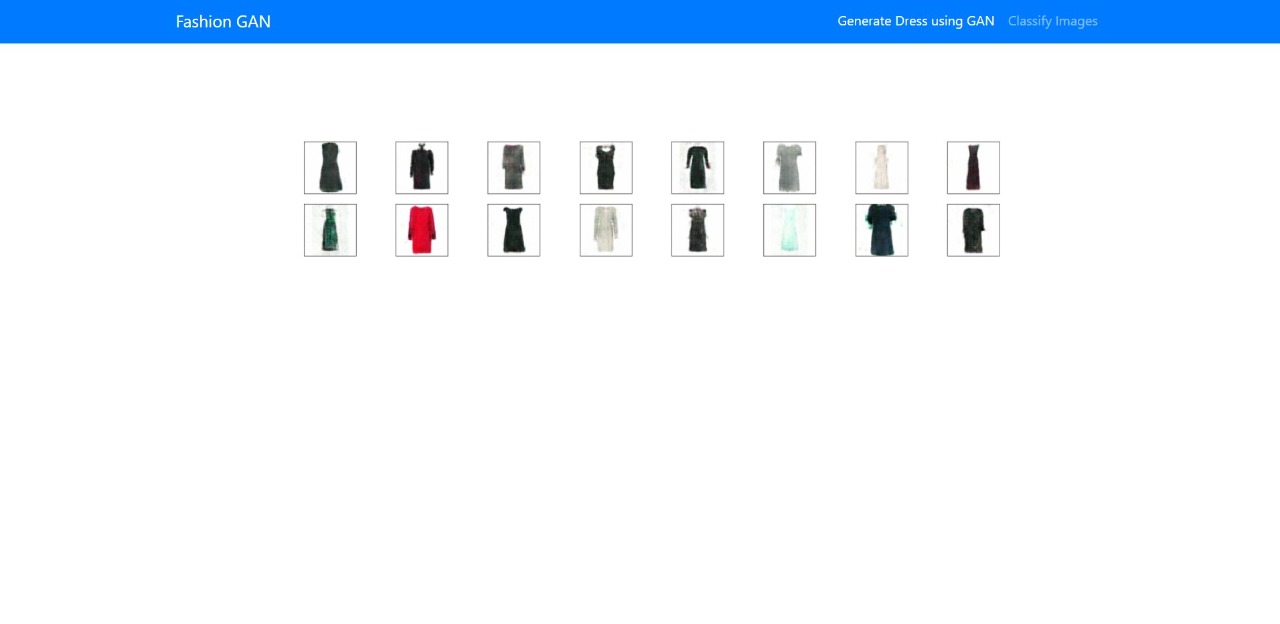 Fashion GAN
Generate Dress using GAN
Classify Images